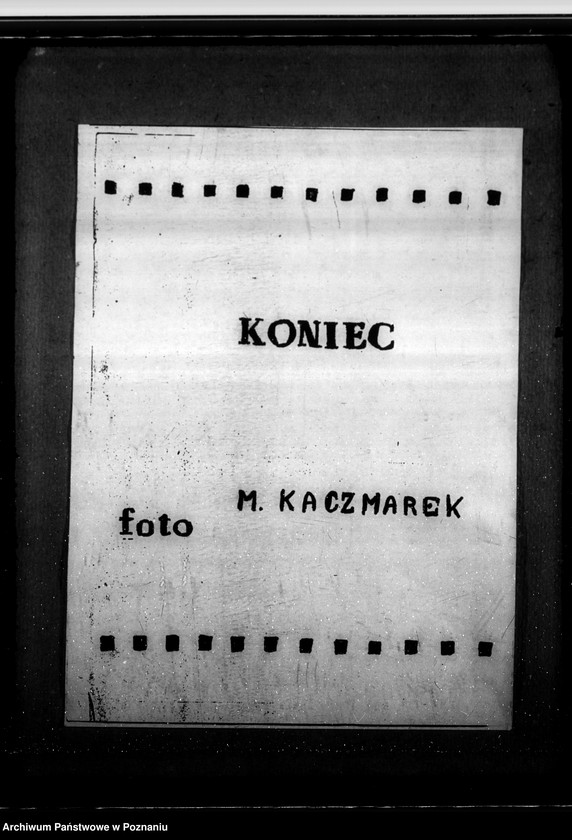 KONIEC
M. KACZMAREK
foto
Archiwum Państwowe w Poznaniu